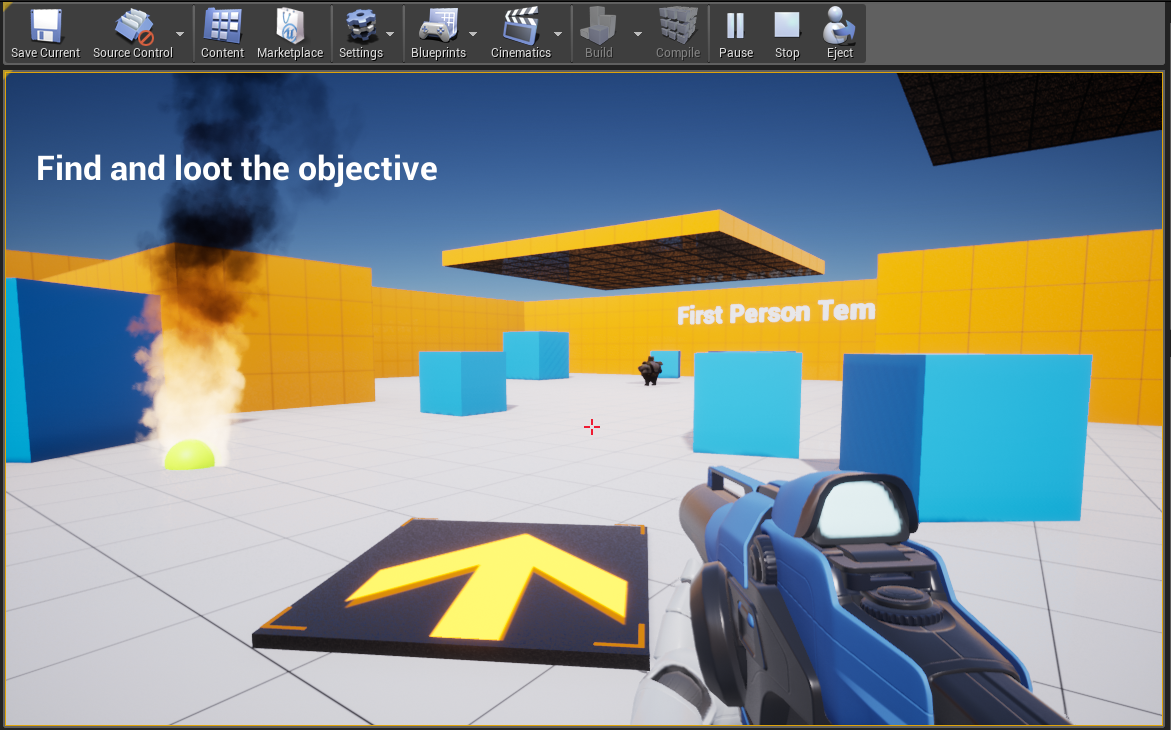 Save Current
Source Control
Content
Marketplace
Settings
Blueprints
Cinematics
Build
Compile
Pause
Stop
Eject
Find and loot the objective
First Person Tem